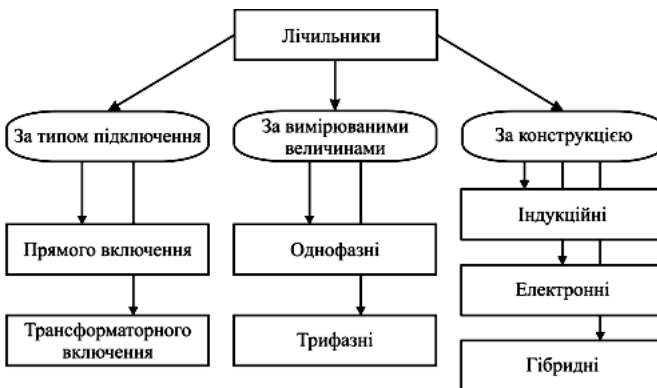 Лічильники
За типом підключення
За вимірюваними
величинами
За конструкцією
Прямого включення
Однофазні
Індукційні
Електронні
Трансформаторного
включення
Трифазні
Гібридні